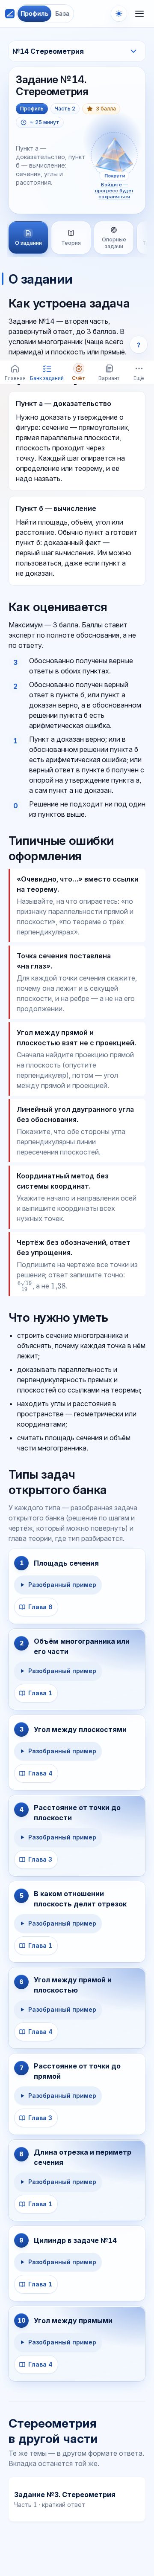 Профиль База
№14 Стереометрия
Задание №14.
Стереометрия
Профиль Часть 2 3 балла
≈ 25 минут
Пункт а —
доказательство, пункт
б — вычисление:
сечения, углы и
расстояния.
Покрути
Войдите —
прогресс будет
сохраняться
О задании Теория Опорные
задачи
О задании
Как устроена задача
Задание №14 — вторая часть,
развёрнутый ответ, до 3 баллов. В
условии многогранник (чаще всего
пирамида) и плоскость или прямые.
?
Главная Банк заданий Счёт Вариант Ещё
Пункт а — доказательство
Нужно доказать утверждение о
фигуре: сечение — прямоугольник,
прямая параллельна плоскости,
плоскость проходит через
точку. Каждый шаг опирается на
определение или теорему, и её
надо назвать.
Пункт б — вычисление
Найти площадь, объём, угол или
расстояние. Обычно пункт а готовит
пункт б: доказанный факт —
первый шаг вычисления. Им можно
пользоваться, даже если пункт а
не доказан.
Как оценивается
Максимум — 3 балла. Баллы ставит
эксперт за полноте обоснования, а не
по ответу.
3 Обоснованно получены верные
ответы в обоих пунктах.
2 Обоснованно получен верный
ответ в пункте б, или пункт а
доказан верно, а в обоснованном
решении пункта б есть
арифметическая ошибка.
1 Пункт а доказан верно; или в
обоснованном решении пункта б
есть арифметическая ошибка; или
верный ответ в пункте б получен с
опорой на утверждение пункта а,
а сам пункт а не доказан.
0 Решение не подходит ни под один
из пунктов выше.
Типичные ошибки
оформления
«Очевидно, что…» вместо ссылки
на теорему.
Называйте, на что опираетесь: «по
признаку параллельности прямой и
плоскости», «по теореме о трёх
перпендикулярах».
Точка сечения поставлена
«на глаз».
Для каждой точки сечения скажите,
почему она лежит и в секущей
плоскости, и на ребре — а не на его
продолжении.
Угол между прямой и
плоскостью взят не с проекцией.
Сначала найдите проекцию прямой
на плоскость (опустите
перпендикуляр), потом — угол
между прямой и проекцией.
Линейный угол двугранного угла
без обоснования.
Покажите, что обе стороны угла
перпендикулярны линии
пересечения плоскостей.
Координатный метод без
системы координат.
Укажите начало и направления осей
и выпишите координаты всех
нужных точек.
Чертёж без обозначений, ответ
без упрощения.
Подпишите на чертеже все точки из
решения; ответ запишите точно:
, а не 1,38.
Что нужно уметь
• строить сечение многогранника и
объяснять, почему каждая точка в нём
лежит;
• доказывать параллельность и
перпендикулярность прямых и
плоскостей со ссылками на теоремы;
• находить углы и расстояния в
пространстве — геометрически или
координатами;
• считать площадь сечения и объём
части многогранника.
Типы задач
открытого банка
У каждого типа — разобранная задача
открытого банка (решение по шагам и
чертёж, который можно повернуть) и
глава теории, где тип разбирается.
1 Площадь сечения
Разобранный пример
Глава 6
2 Объём многогранника или
его части
Разобранный пример
Глава 1
3 Угол между плоскостями
Разобранный пример
Глава 4
4 Расстояние от точки до
плоскости
Разобранный пример
Глава 3
5 В каком отношении
плоскость делит отрезок
Разобранный пример
Глава 1
6 Угол между прямой и
плоскостью
Разобранный пример
Глава 4
7 Расстояние от точки до
прямой
Разобранный пример
Глава 3
8 Длина отрезка и периметр
сечения
Разобранный пример
Глава 1
9 Цилиндр в задаче №14
Разобранный пример
Глава 1
10 Угол между прямыми
Разобранный пример
Глава 4
Стереометрия
в другой части
Те же темы — в другом формате ответа.
Вкладка останется той же.
Задание №3. Стереометрия
Часть 1 · краткий ответ